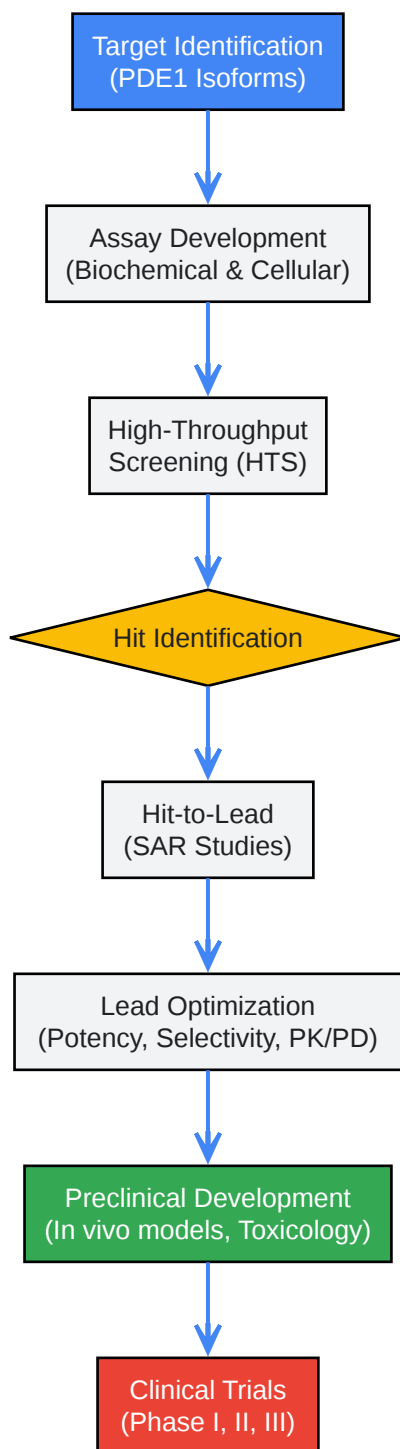 Target Identification
(PDE1 Isoforms)
Assay Development
(Biochemical & Cellular)
High-Throughput
Screening (HTS)
Hit Identification
Hit-to-Lead
(SAR Studies)
Lead Optimization
(Potency, Selectivity, PK/PD)
Preclinical Development
(In vivo models, Toxicology)
Clinical Trials
(Phase I, II, III)